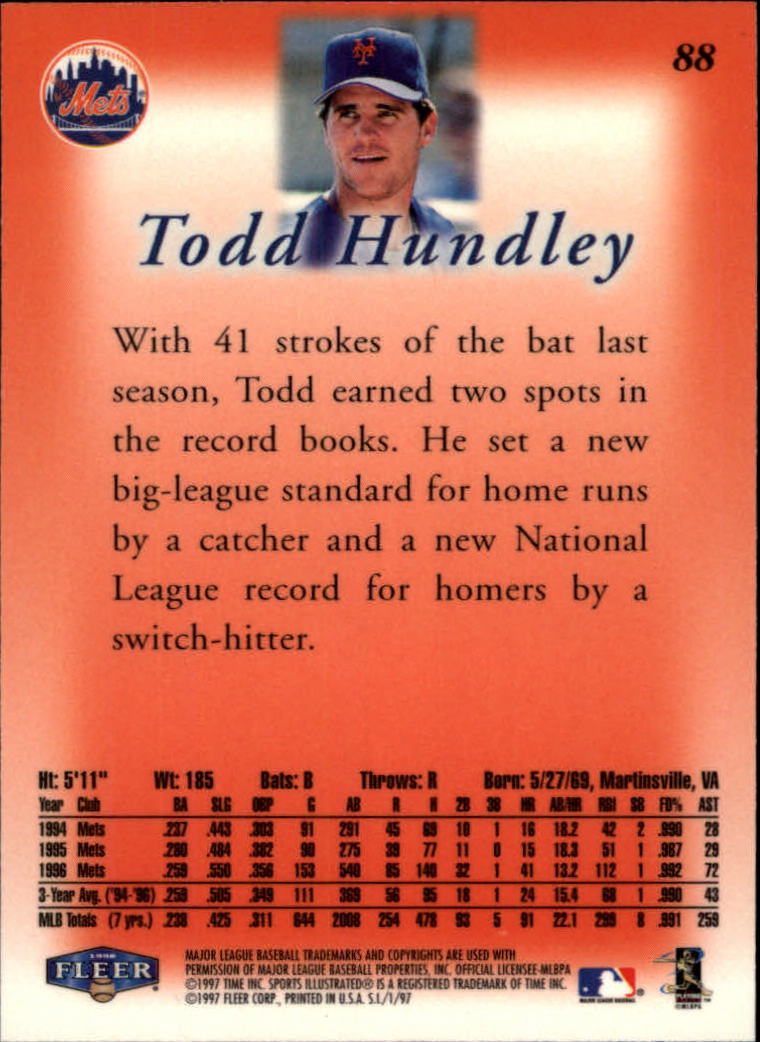 88
Mets
NY
Todd Hundley
With 41 strokes of the bat last
season, Todd earned two spots in
the record books. He set a new
big-league standard for home runs
by a catcher and a new National
League record for homers by a
switch-hitter.
Ht: 5'11" Wt: 185 Bats: B Throws: R Born: 5/27/69, Martinsville, VA
Year Club BA SLG OBP G AB R H 2B 3B HR AB/HR RBI SB FD% AST
1994 Mets .237 .443 .303 91 291 45 69 10 1 16 18.2 42 2 .990 28
1995 Mets .280 .484 .382 90 275 39 77 11 0 15 18.3 51 1 .987 29
1996 Mets .259 .550 .356 153 540 85 140 32 1 41 13.2 112 1 .992 72
3-Year Avg. ('94-'96) .259 .505 .349 111 369 56 95 18 1 24 15.4 68 1 .990 43
MLB Totals (7 yrs.) .238 .425 .311 644 2008 254 478 93 5 91 22.1 299 8 .991 259
FLEER
MAJOR LEAGUE BASEBALL TRADEMARKS AND COPYRIGHTS ARE USED WITH
PERMISSION OF MAJOR LEAGUE BASEBALL PROPERTIES, INC. OFFICIAL LICENSEE-MLBPA
©1997 TIME INC. SPORTS ILLUSTRATED® IS A REGISTERED TRADEMARK OF TIME INC.
©1997 FLEER CORP., PRINTED IN U.S.A. S.I./1/97
MAJOR LEAGUE BASEBALL ®
©MLBPA